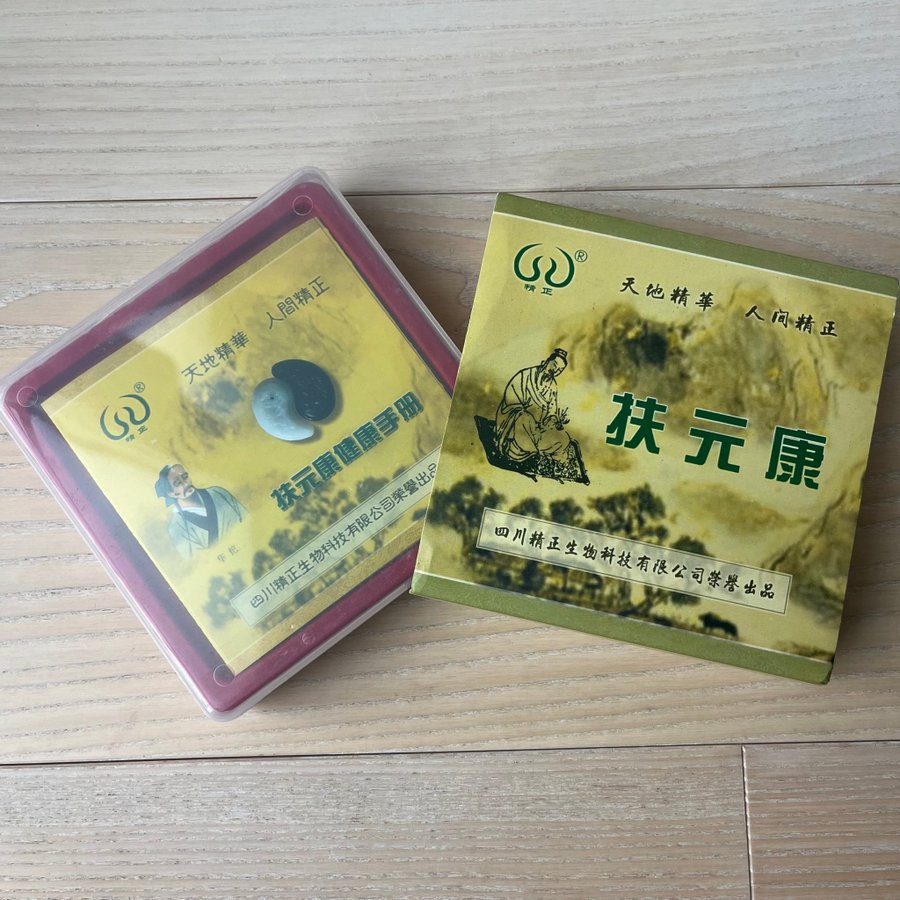 ®
精正
天地精華 人間精正
扶元康健康手册
四川精正生物科技有限公司榮譽出品
®
精正
天地精華 人间精正
扶元康
四川精正生物科技有限公司榮譽出品